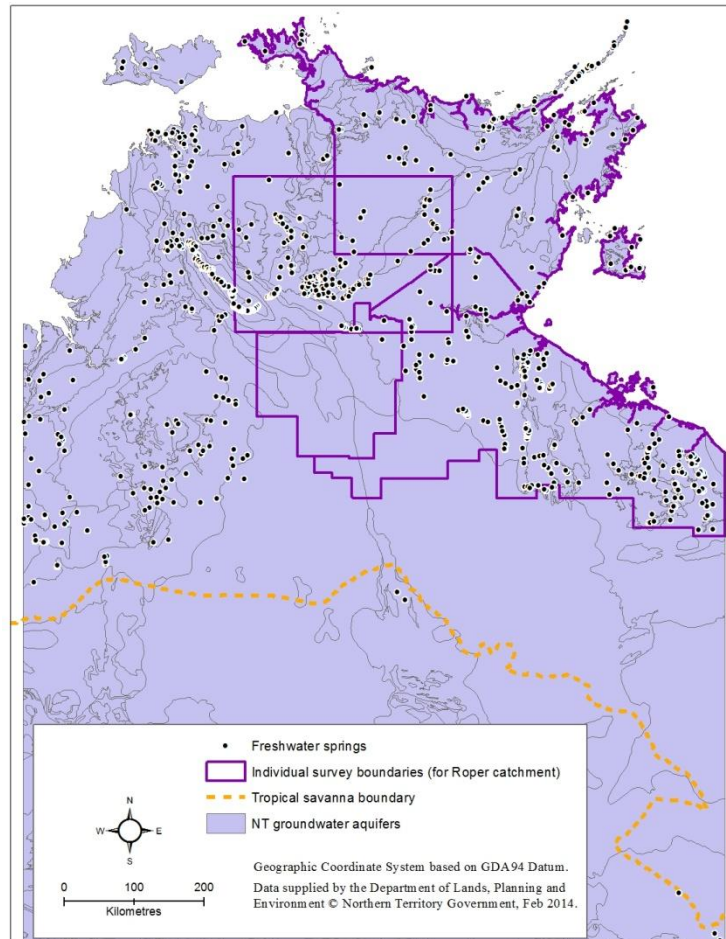 Freshwater springs
Individual survey boundaries (for Roper catchment)
Tropical savanna boundary
NT groundwater aquifers
N
W E
S
Geographic Coordinate System based on GDA94 Datum.
Data supplied by the Department of Lands, Planning and
Environment © Northern Territory Government, Feb 2014.
0 100 200
Kilometres